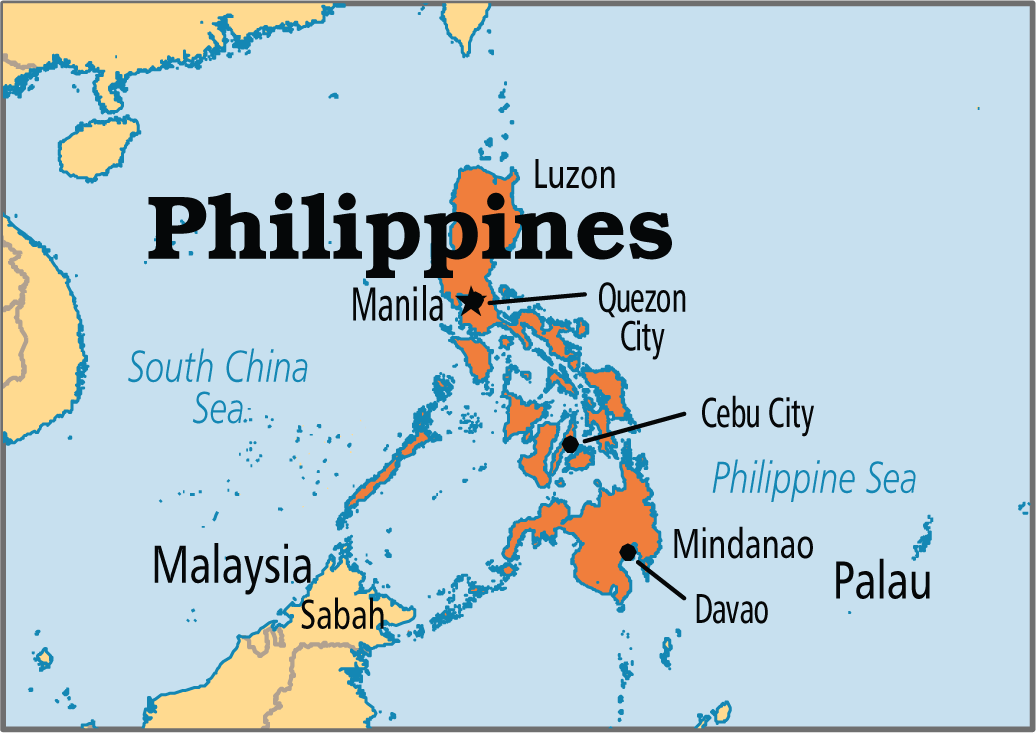 Luzon
Philippines
Manila
Quezon
City
South China
Sea
Cebu City
Philippine Sea
Mindanao
Malaysia
Palau
Sabah
Davao